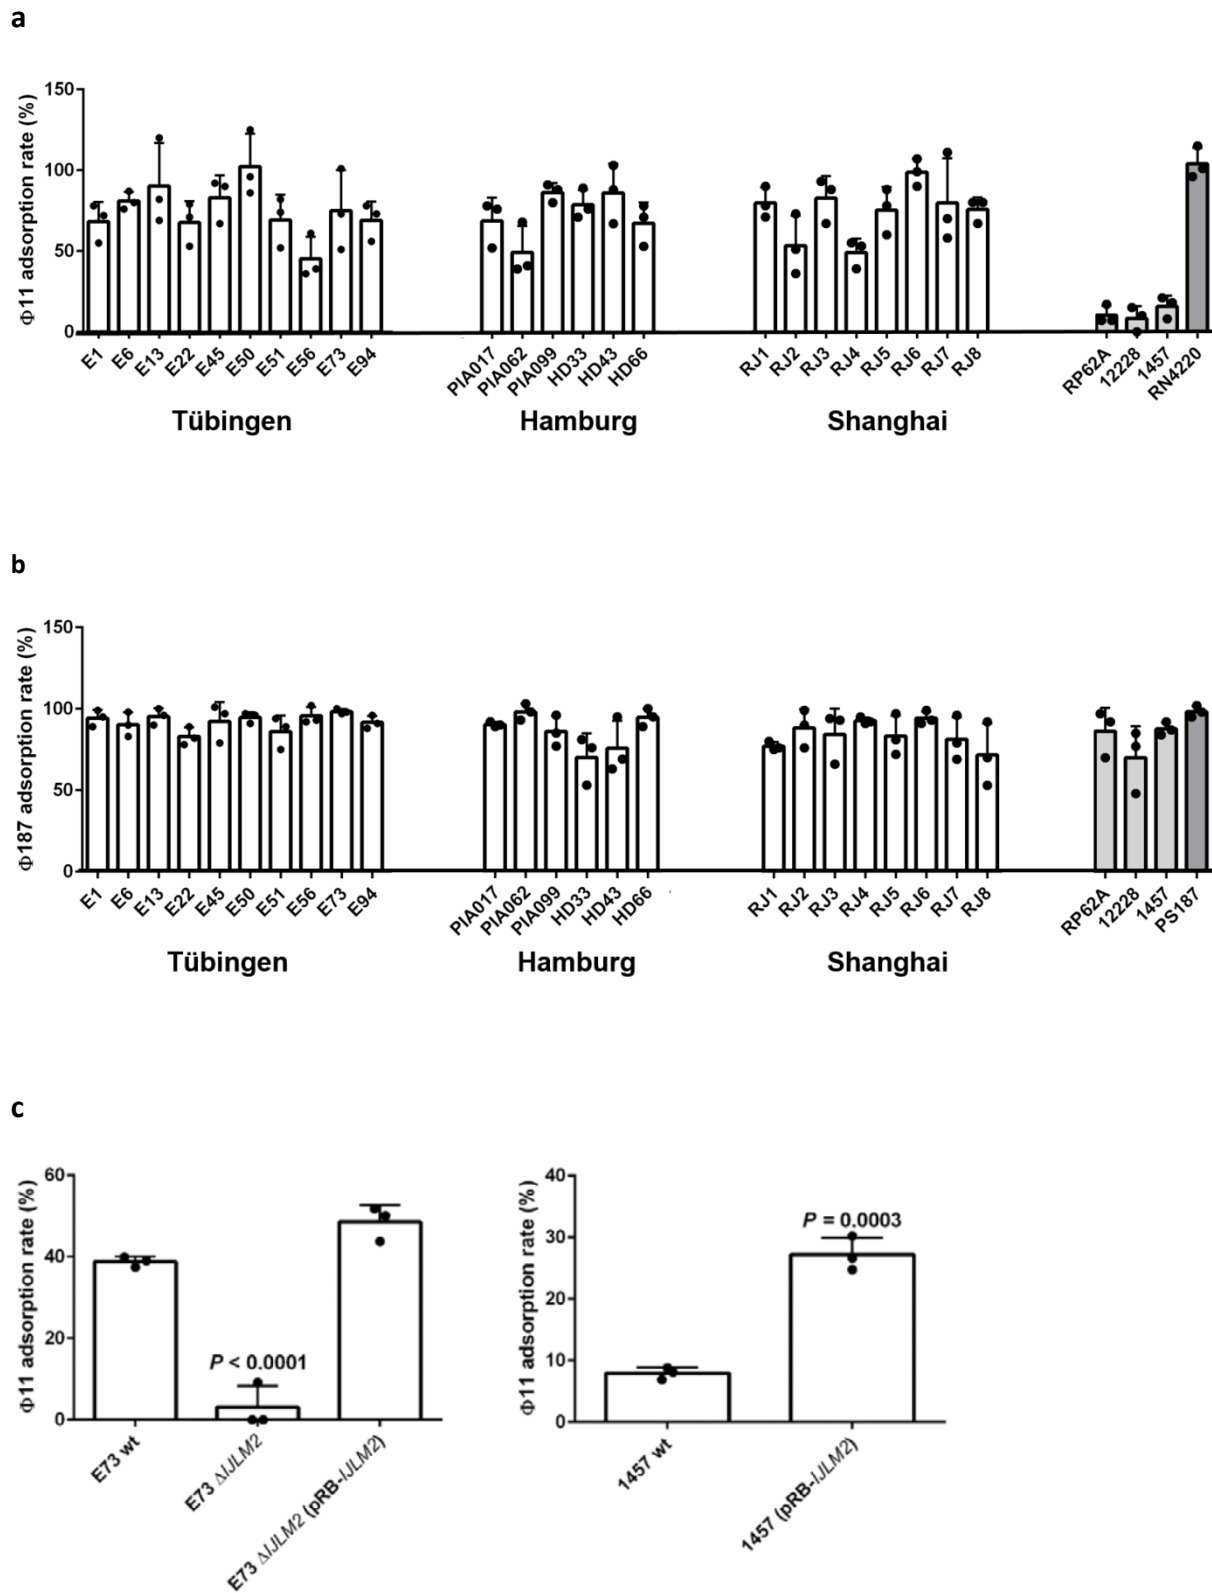 a
Φ11 adsorption rate (%)
150
100
50
0
E1 E6 E13 E22 E45 E50 E51 E56 E73 E94
PIA017 PIA062 PIA099 HD33 HD43 HD66
RJ1 RJ2 RJ3 RJ4 RJ5 RJ6 RJ7 RJ8
RP62A 12228 1457 RN4220
Tübingen Hamburg Shanghai
b
Φ187 adsorption rate (%)
150
100
50
0
E1 E6 E13 E22 E45 E50 E51 E56 E73 E94
PIA017 PIA062 PIA099 HD33 HD43 HD66
RJ1 RJ2 RJ3 RJ4 RJ5 RJ6 RJ7 RJ8
RP62A 12228 1457 PS187
Tübingen Hamburg Shanghai
c
Φ11 adsorption rate (%)
60
40
20
0
P < 0.0001
E73 wt
E73 ΔIJLM2
E73 ΔIJLM2 (pRB-IJLM2)
Φ11 adsorption rate (%)
40
30
20
10
0
P = 0.0003
1457 wt
1457 (pRB-IJLM2)